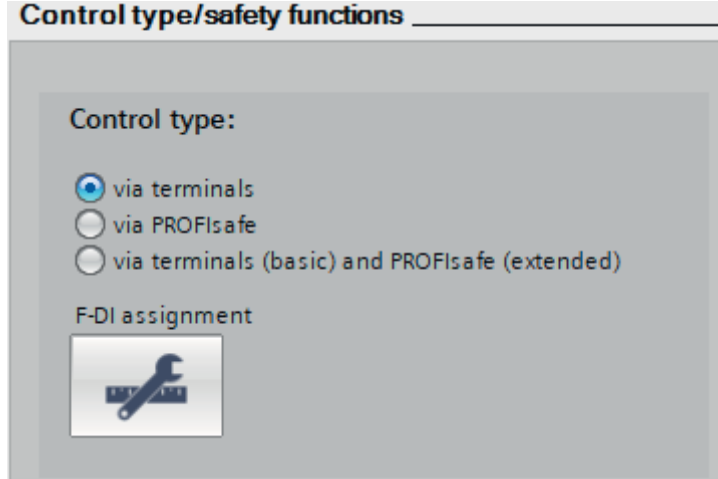 Control type/safety functions
Control type:
via terminals
via PROFIsafe
via terminals (basic) and PROFIsafe (extended)
F-DI assignment